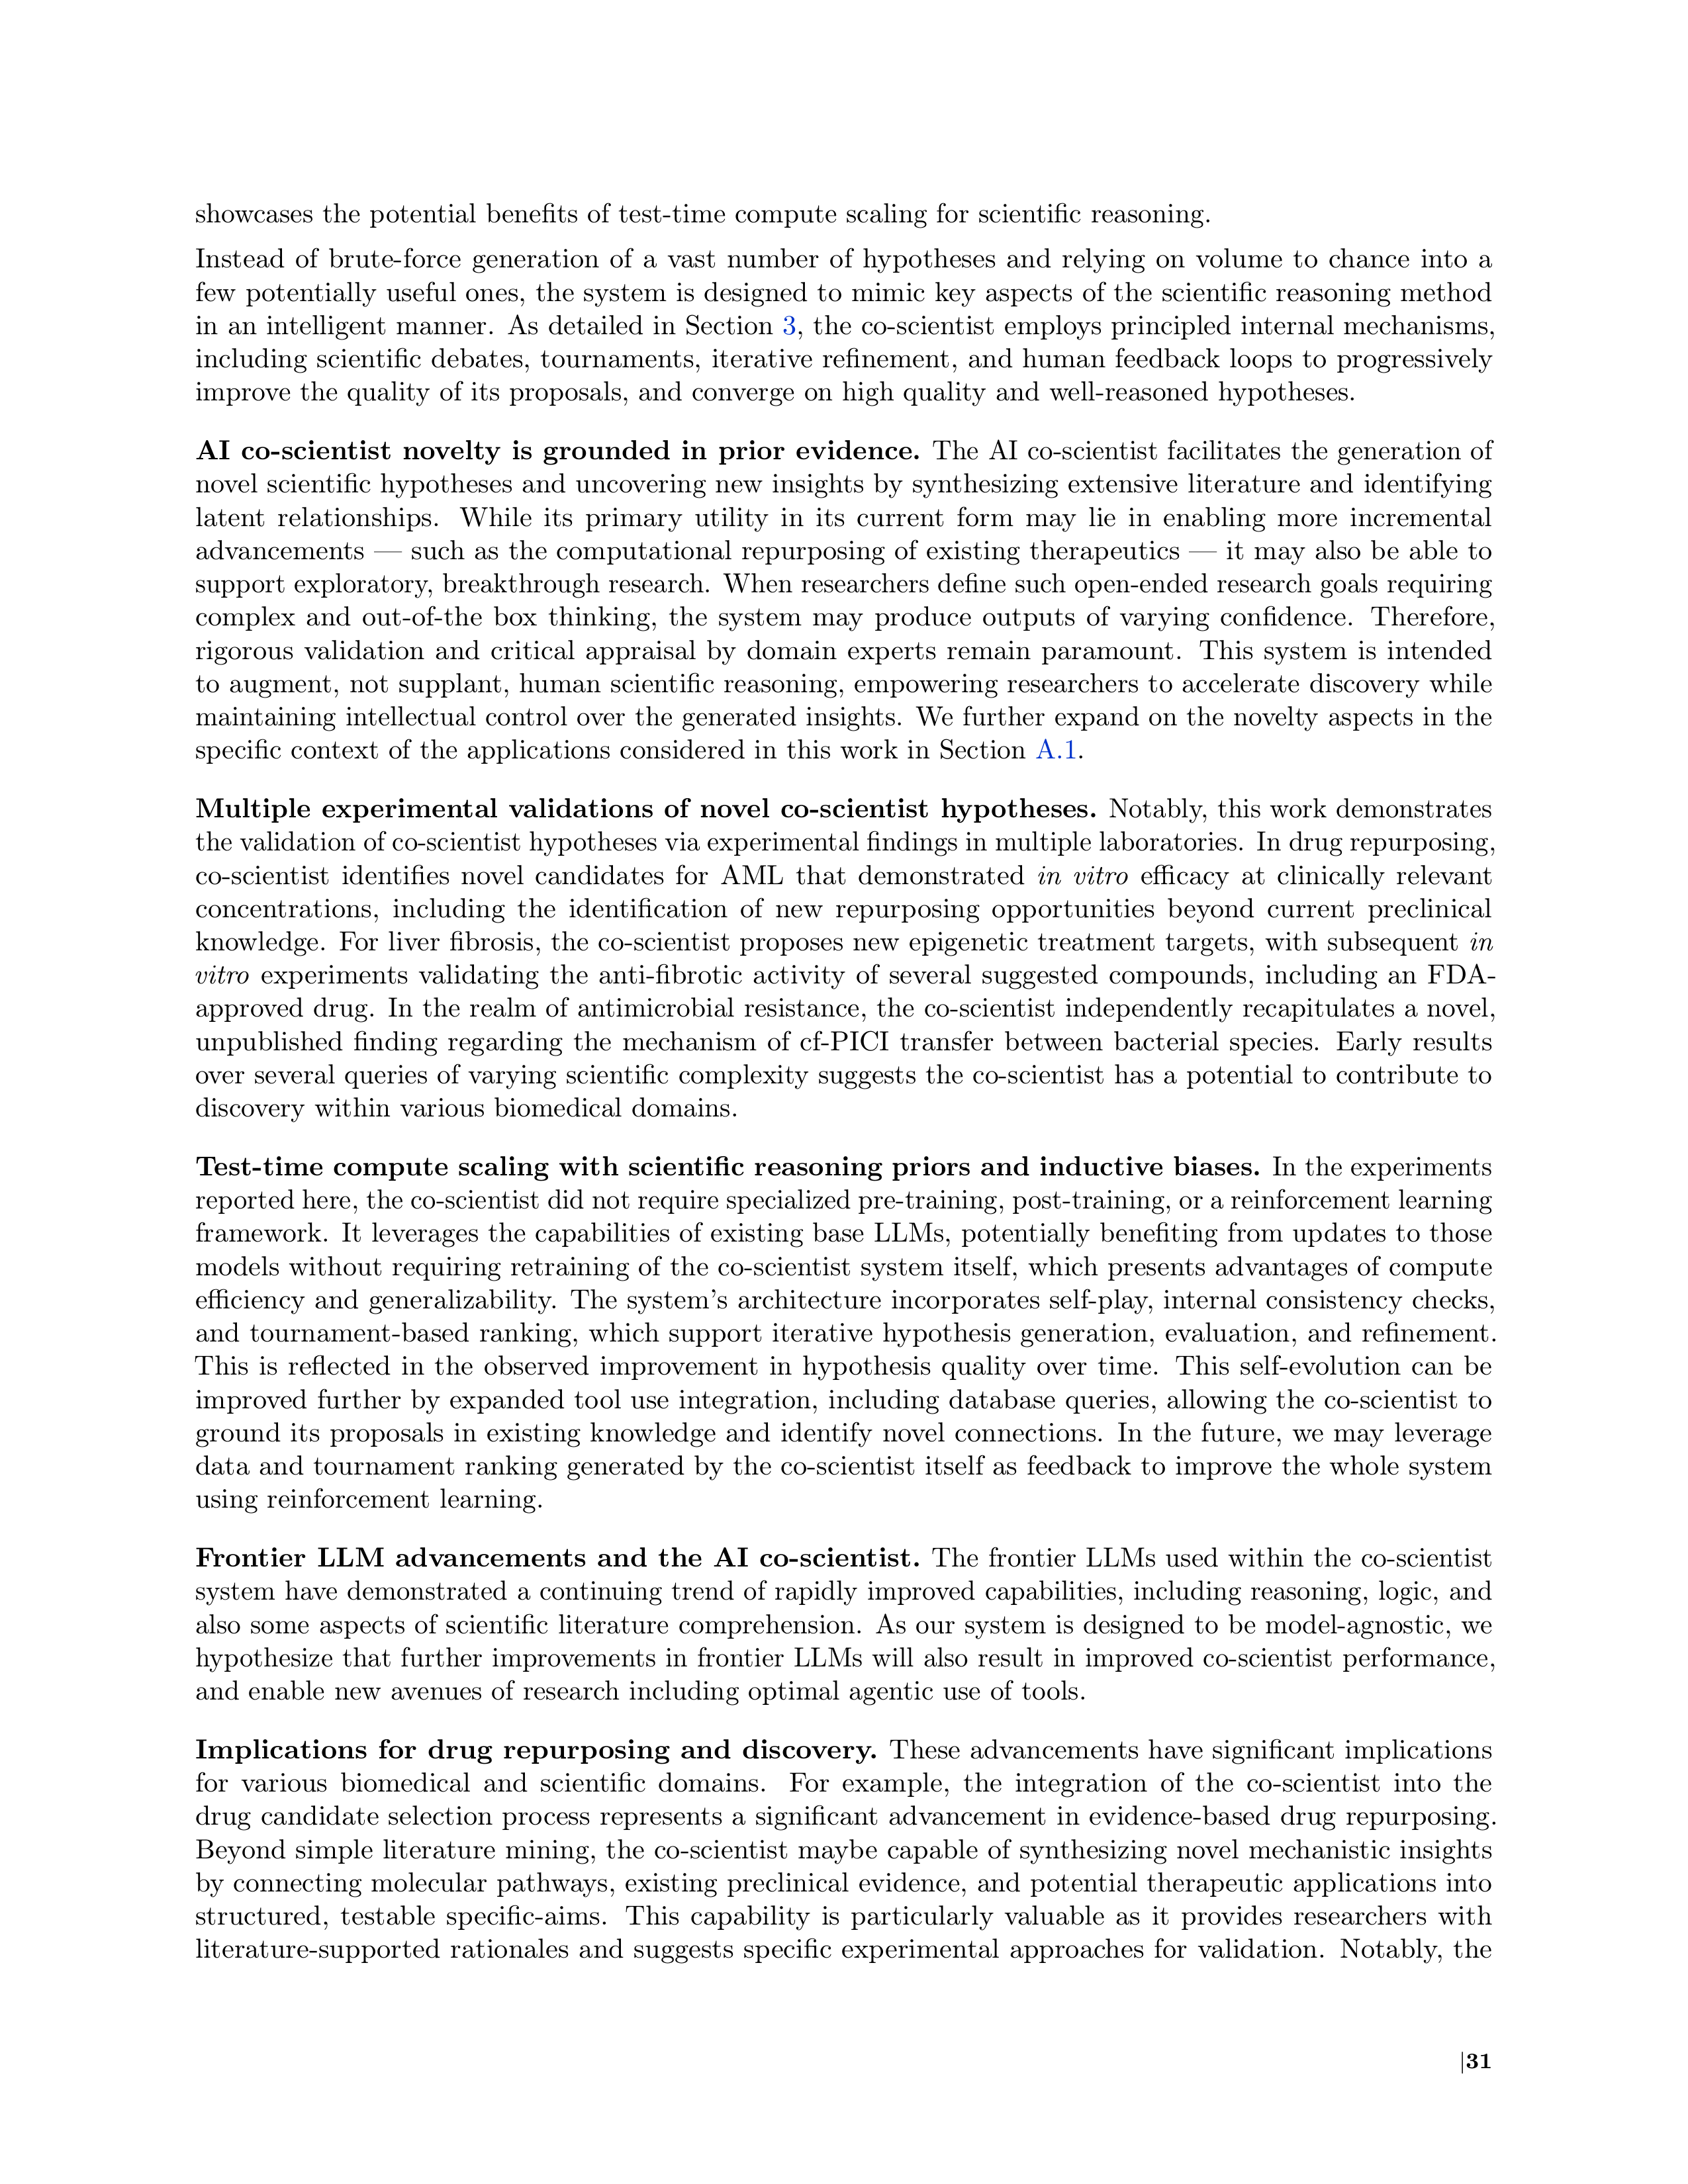 showcases the potential benefits of test-time compute scaling for scientific reasoning.
Instead of brute-force generation of a vast number of hypotheses and relying on volume to chance into a
few potentially useful ones, the system is designed to mimic key aspects of the scientific reasoning method
in an intelligent manner. As detailed in Section 3, the co-scientist employs principled internal mechanisms,
including scientific debates, tournaments, iterative refinement, and human feedback loops to progressively
improve the quality of its proposals, and converge on high quality and well-reasoned hypotheses.
AI co-scientist novelty is grounded in prior evidence. The AI co-scientist facilitates the generation of
novel scientific hypotheses and uncovering new insights by synthesizing extensive literature and identifying
latent relationships. While its primary utility in its current form may lie in enabling more incremental
advancements — such as the computational repurposing of existing therapeutics — it may also be able to
support exploratory, breakthrough research. When researchers define such open-ended research goals requiring
complex and out-of-the box thinking, the system may produce outputs of varying confidence. Therefore,
rigorous validation and critical appraisal by domain experts remain paramount. This system is intended
to augment, not supplant, human scientific reasoning, empowering researchers to accelerate discovery while
maintaining intellectual control over the generated insights. We further expand on the novelty aspects in the
specific context of the applications considered in this work in Section A.1.
Multiple experimental validations of novel co-scientist hypotheses. Notably, this work demonstrates
the validation of co-scientist hypotheses via experimental findings in multiple laboratories. In drug repurposing,
co-scientist identifies novel candidates for AML that demonstrated in vitro efficacy at clinically relevant
concentrations, including the identification of new repurposing opportunities beyond current preclinical
knowledge. For liver fibrosis, the co-scientist proposes new epigenetic treatment targets, with subsequent in
vitro experiments validating the anti-fibrotic activity of several suggested compounds, including an FDA-
approved drug. In the realm of antimicrobial resistance, the co-scientist independently recapitulates a novel,
unpublished finding regarding the mechanism of cf-PICI transfer between bacterial species. Early results
over several queries of varying scientific complexity suggests the co-scientist has a potential to contribute to
discovery within various biomedical domains.
Test-time compute scaling with scientific reasoning priors and inductive biases. In the experiments
reported here, the co-scientist did not require specialized pre-training, post-training, or a reinforcement learning
framework. It leverages the capabilities of existing base LLMs, potentially benefiting from updates to those
models without requiring retraining of the co-scientist system itself, which presents advantages of compute
efficiency and generalizability. The system's architecture incorporates self-play, internal consistency checks,
and tournament-based ranking, which support iterative hypothesis generation, evaluation, and refinement.
This is reflected in the observed improvement in hypothesis quality over time. This self-evolution can be
improved further by expanded tool use integration, including database queries, allowing the co-scientist to
ground its proposals in existing knowledge and identify novel connections. In the future, we may leverage
data and tournament ranking generated by the co-scientist itself as feedback to improve the whole system
using reinforcement learning.
Frontier LLM advancements and the AI co-scientist. The frontier LLMs used within the co-scientist
system have demonstrated a continuing trend of rapidly improved capabilities, including reasoning, logic, and
also some aspects of scientific literature comprehension. As our system is designed to be model-agnostic, we
hypothesize that further improvements in frontier LLMs will also result in improved co-scientist performance,
and enable new avenues of research including optimal agentic use of tools.
Implications for drug repurposing and discovery. These advancements have significant implications
for various biomedical and scientific domains. For example, the integration of the co-scientist into the
drug candidate selection process represents a significant advancement in evidence-based drug repurposing.
Beyond simple literature mining, the co-scientist maybe capable of synthesizing novel mechanistic insights
by connecting molecular pathways, existing preclinical evidence, and potential therapeutic applications into
structured, testable specific-aims. This capability is particularly valuable as it provides researchers with
literature-supported rationales and suggests specific experimental approaches for validation. Notably, the
|31